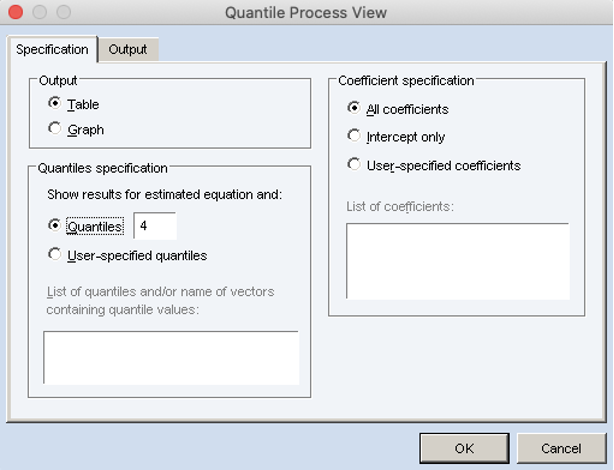 Quantile Process View
Specification
Output
Output
Table
Graph
Quantiles specification
Show results for estimated equation and:
Quantiles 4
User-specified quantiles
List of quantiles and/or name of vectors
containing quantile values:
Coefficient specification
All coefficients
Intercept only
User-specified coefficients
List of coefficients:
OK
Cancel